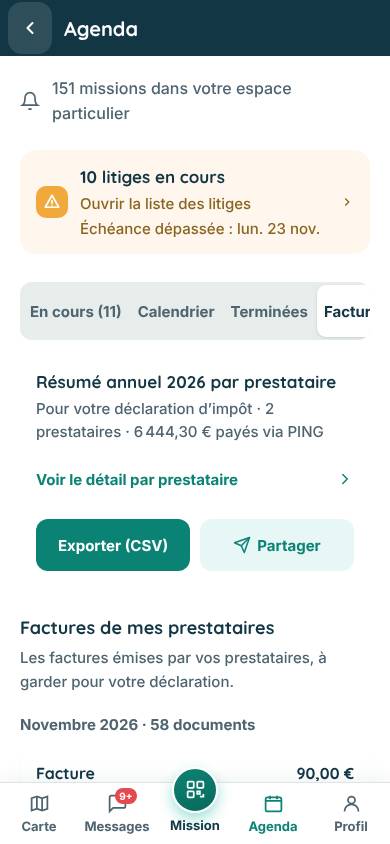 Agenda
151 missions dans votre espace
particulier
10 litiges en cours
Ouvrir la liste des litiges
Échéance dépassée : lun. 23 nov.
En cours (11) Calendrier Terminées Factur
Résumé annuel 2026 par prestataire
Pour votre déclaration d’impôt · 2
prestataires · 6 444,30 € payés via PING
Voir le détail par prestataire
Exporter (CSV) Partager
Factures de mes prestataires
Les factures émises par vos prestataires, à
garder pour votre déclaration.
Novembre 2026 · 58 documents
Facture 90,00 €
9+
Carte Messages Mission Agenda Profil